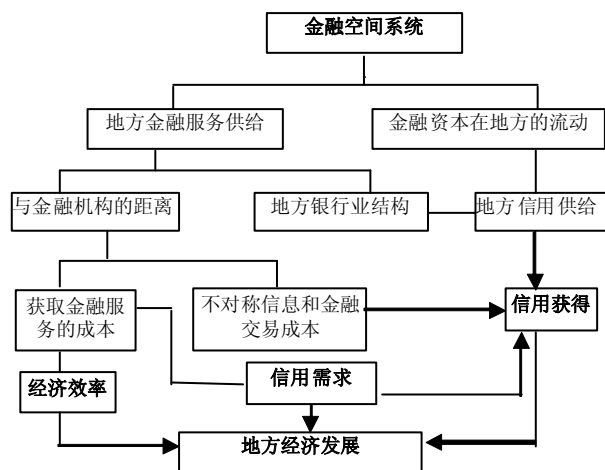 金融空间系统
地方金融服务供给
金融资本在地方的流动
与金融机构的距离
地方银行业结构
地方信用供给
获取金融服
务的成本
不对称信息和金融
交易成本
信用获得
经济效率
信用需求
地方经济发展